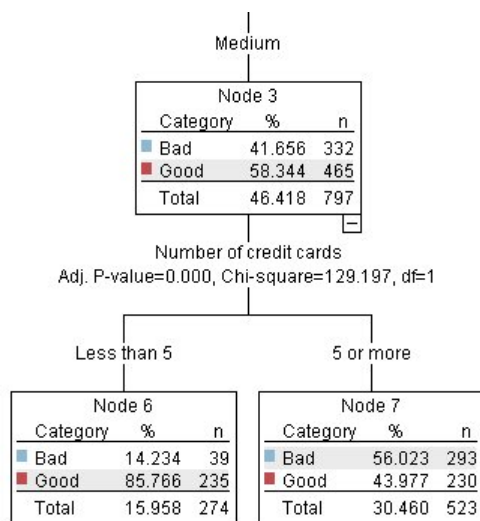 Medium
Node 3
Category % n
Bad 41.656 332
Good 58.344 465
Total 46.418 797
Number of credit cards
Adj. P-value=0.000, Chi-square=129.197, df=1
Less than 5
5 or more
Node 6
Category % n
Bad 14.234 39
Good 85.766 235
Total 15.958 274
Node 7
Category % n
Bad 56.023 293
Good 43.977 230
Total 30.460 523